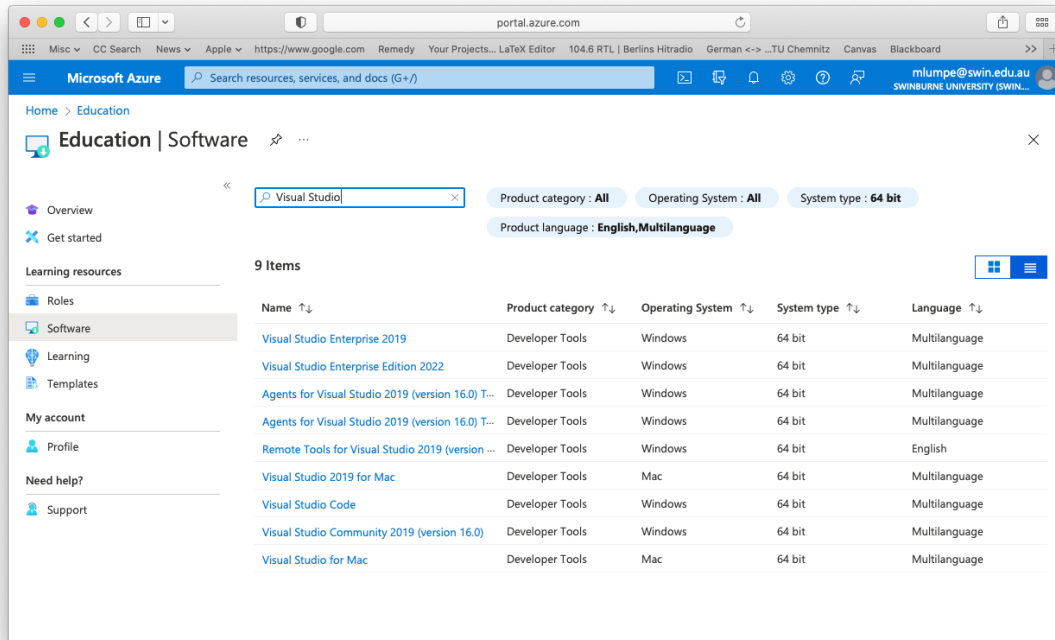 portal.azure.com
Misc CC Search News Apple https://www.google.com Remedy Your Projects... LaTeX Editor 104.6 RTL | Berlins Hitradio German <-> ...TU Chemnitz Canvas Blackboard >>
Microsoft Azure Search resources, services, and docs (G+/) mlumpe@swin.edu.au
SWINBURNE UNIVERSITY (SWIN...
Home > Education
Education | Software ...
«
Visual Studio Product category : All Operating System : All System type : 64 bit
Product language : English,Multilanguage
Overview
Get started
Learning resources
Roles
Software
Learning
Templates
My account
Profile
Need help?
Support
9 Items
Name Product category Operating System System type Language
Visual Studio Enterprise 2019 Developer Tools Windows 64 bit Multilanguage
Visual Studio Enterprise Edition 2022 Developer Tools Windows 64 bit Multilanguage
Agents for Visual Studio 2019 (version 16.0) T... Developer Tools Windows 64 bit Multilanguage
Agents for Visual Studio 2019 (version 16.0) T... Developer Tools Windows 64 bit Multilanguage
Remote Tools for Visual Studio 2019 (version ... Developer Tools Windows 64 bit English
Visual Studio 2019 for Mac Developer Tools Mac 64 bit Multilanguage
Visual Studio Code Developer Tools Windows 64 bit Multilanguage
Visual Studio Community 2019 (version 16.0) Developer Tools Windows 64 bit Multilanguage
Visual Studio for Mac Developer Tools Mac 64 bit Multilanguage